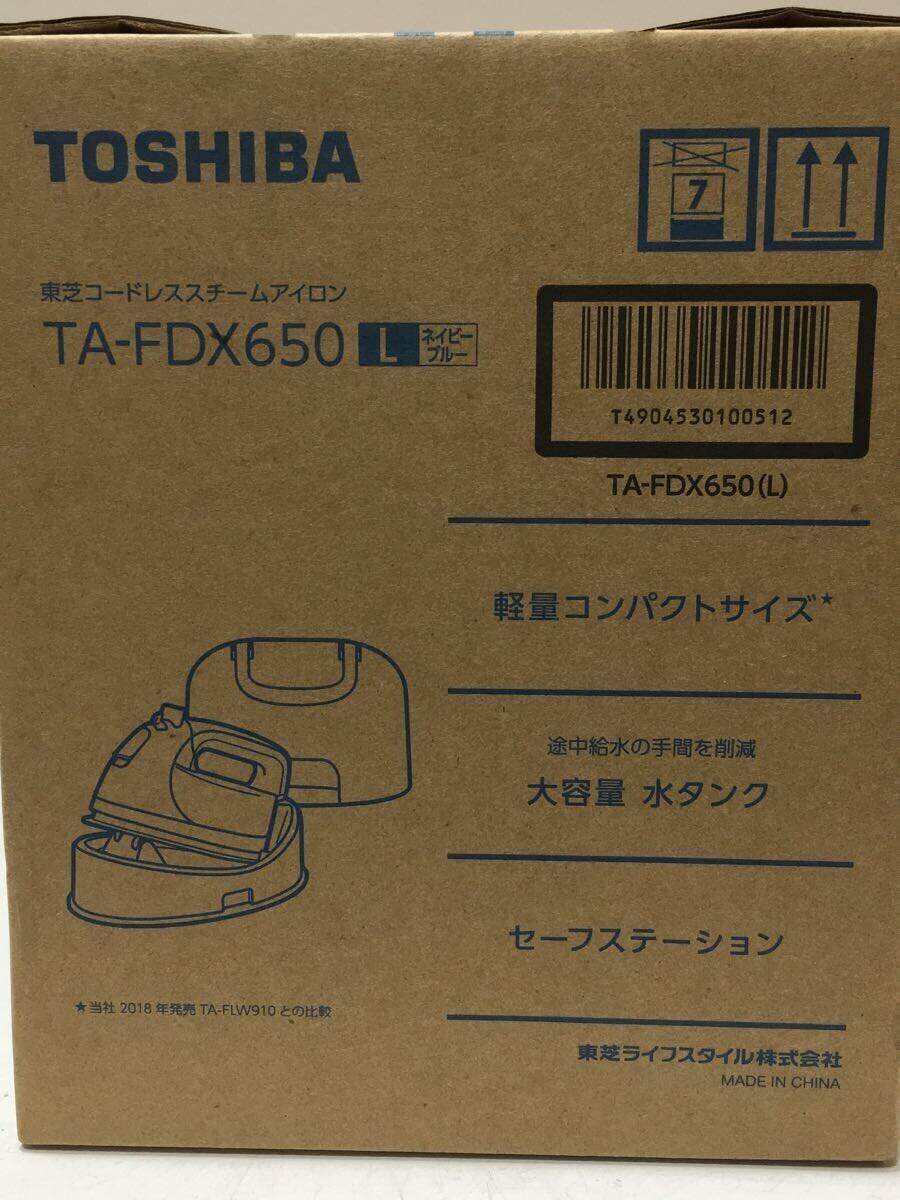 TOSHIBA
7
東芝コードレススチームアイロン
TA-FDX650 L ネイビー
ブルー
T4904530100512
TA-FDX650(L)
軽量コンパクトサイズ★
途中給水の手間を削減
大容量 水タンク
セーフステーション
★当社 2018 年発売 TA-FLW910 との比較
東芝ライフスタイル株式会社
MADE IN CHINA